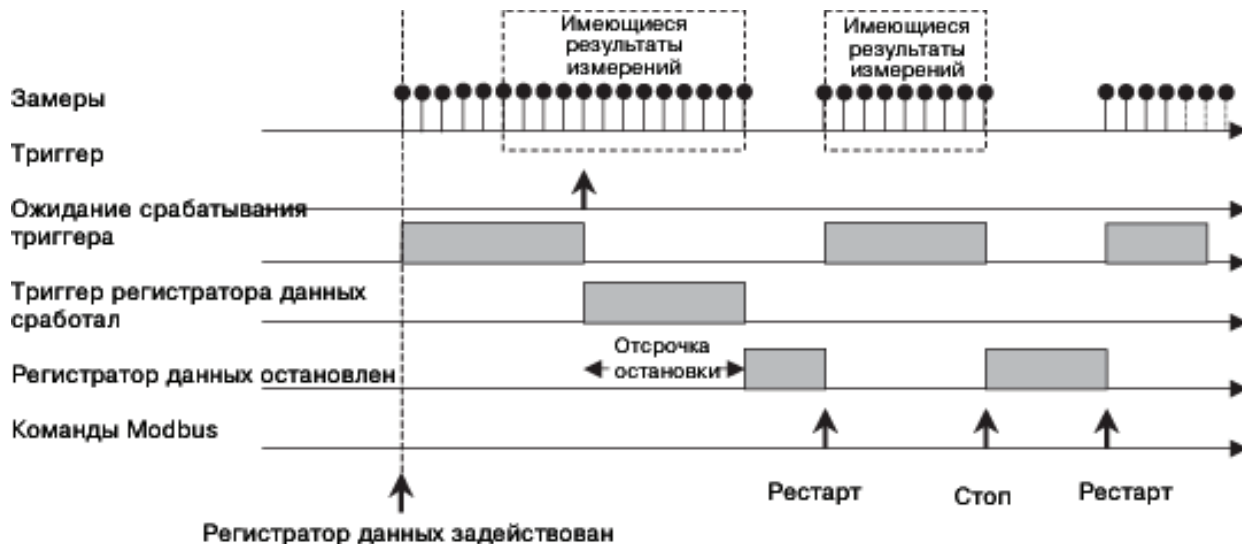 Имеющиеся
результаты
измерений
Имеющиеся
результаты
измерений
Замеры
Триггер
Ожидание срабатывания
триггера
Триггер регистратора данных
сработал
Отсрочка
остановки
Регистратор данных остановлен
Команды Modbus
Рестарт
Стоп
Рестарт
Регистратор данных задействован